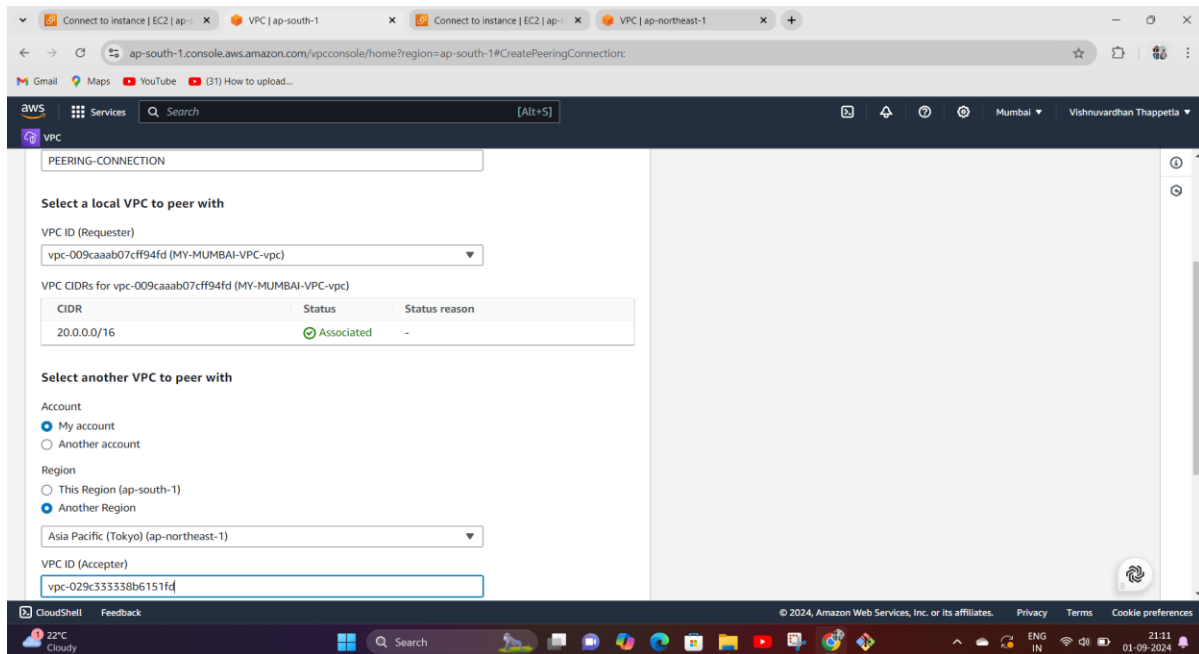 Connect to instance | EC2 | ap-s
VPC | ap-south-1
Connect to instance | EC2 | ap-
VPC | ap-northeast-1
ap-south-1.console.aws.amazon.com/vpcconsole/home?region=ap-south-1#CreatePeeringConnection:
Gmail Maps YouTube (31) How to upload...
aws Services Search [Alt+S] Mumbai Vishnuvardhan Thappetla
VPC
PEERING-CONNECTION
Select a local VPC to peer with
VPC ID (Requester)
vpc-009caaab07cff94fd (MY-MUMBAI-VPC-vpc)
VPC CIDRs for vpc-009caaab07cff94fd (MY-MUMBAI-VPC-vpc)
CIDR Status Status reason
20.0.0.0/16 Associated -
Select another VPC to peer with
Account
My account
Another account
Region
This Region (ap-south-1)
Another Region
Asia Pacific (Tokyo) (ap-northeast-1)
VPC ID (Accepter)
vpc-029c333338b6151fd
CloudShell Feedback © 2024, Amazon Web Services, Inc. or its affiliates. Privacy Terms Cookie preferences
1 22°C Search ENG 21:11
Cloudy IN 01-09-2024